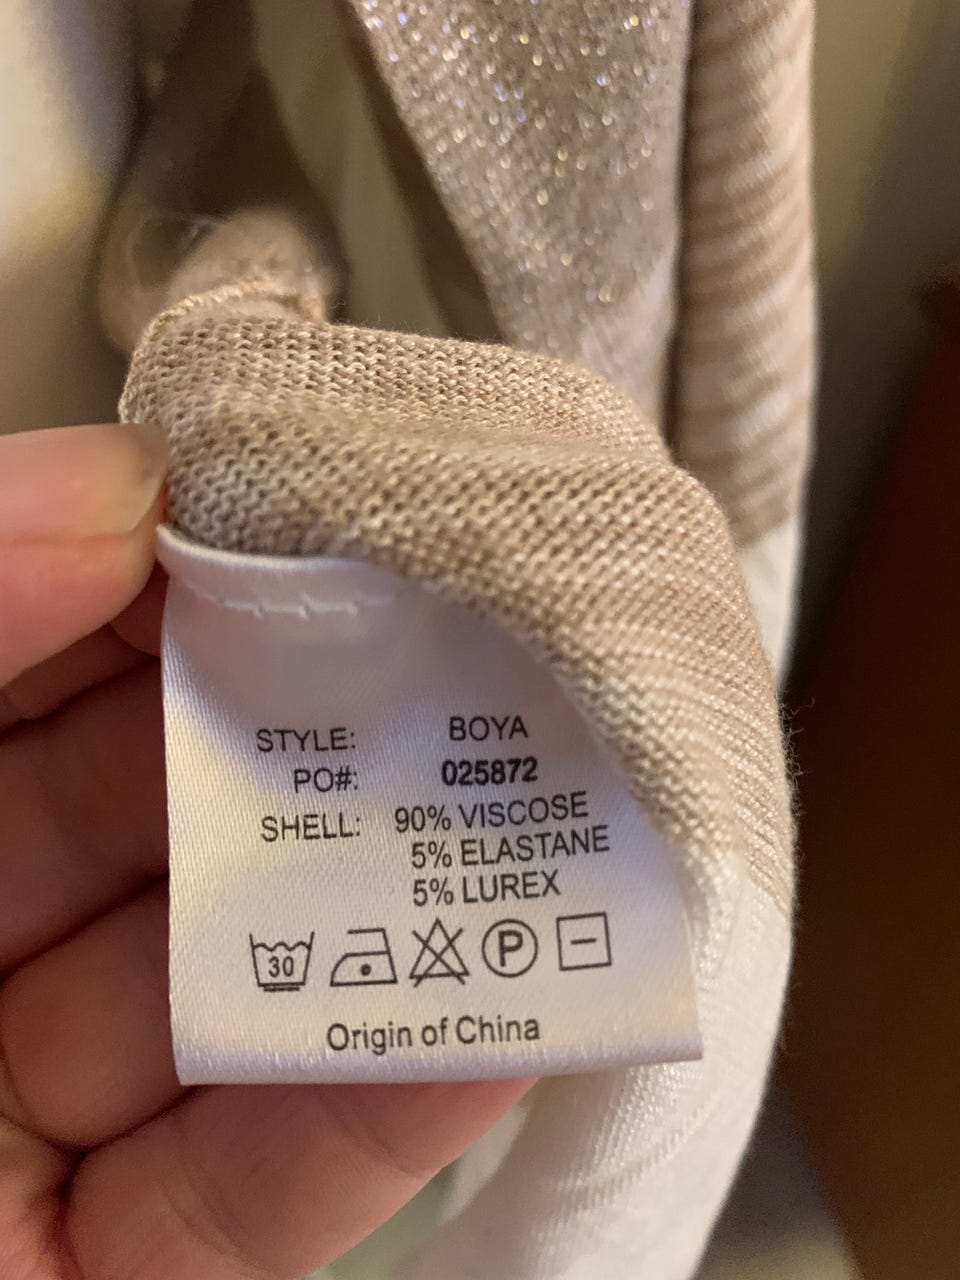 STYLE: BOYA
PO#: 025872
SHELL: 90% VISCOSE
5% ELASTANE
5% LUREX
30 P
Origin of China